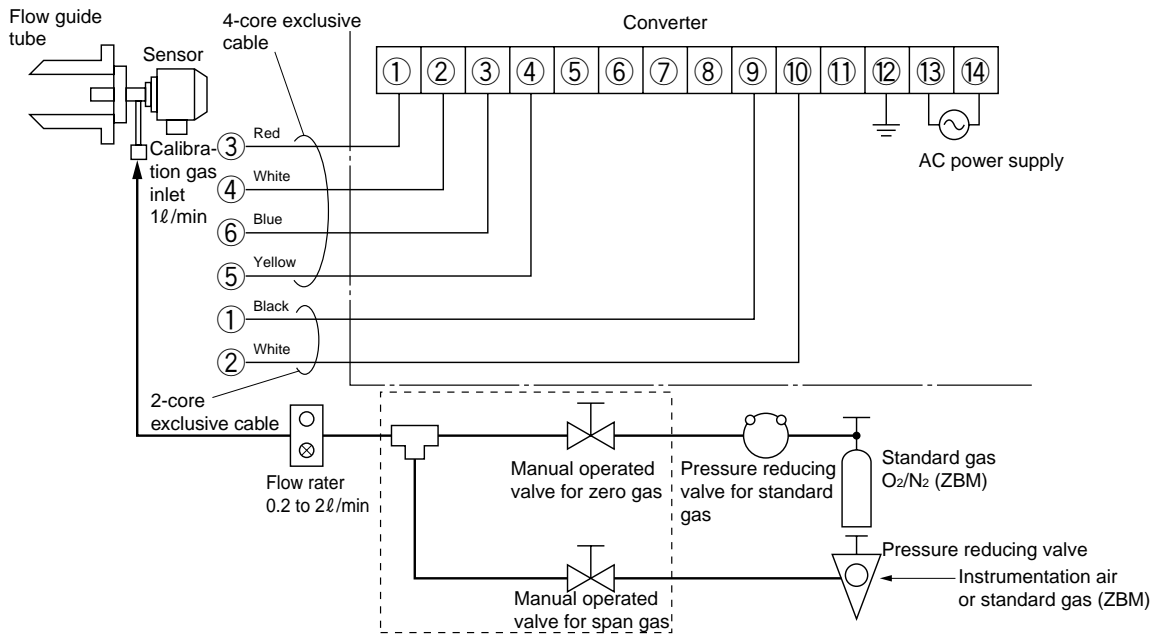 Flow guide
tube
Sensor
4-core exclusive
cable
Converter
① ② ③ ④ ⑤ ⑥ ⑦ ⑧ ⑨ ⑩ ⑪ ⑫ ⑬ ⑭
AC power supply
Calibra-
tion gas
inlet
1ℓ/min
③ Red
④ White
⑥ Blue
⑤ Yellow
① Black
② White
2-core
exclusive cable
Flow rater
0.2 to 2ℓ/min
Manual operated
valve for zero gas
Pressure reducing
valve for standard
gas
Standard gas
O₂/N₂ (ZBM)
Pressure reducing valve
Instrumentation air
or standard gas (ZBM)
Manual operated
valve for span gas